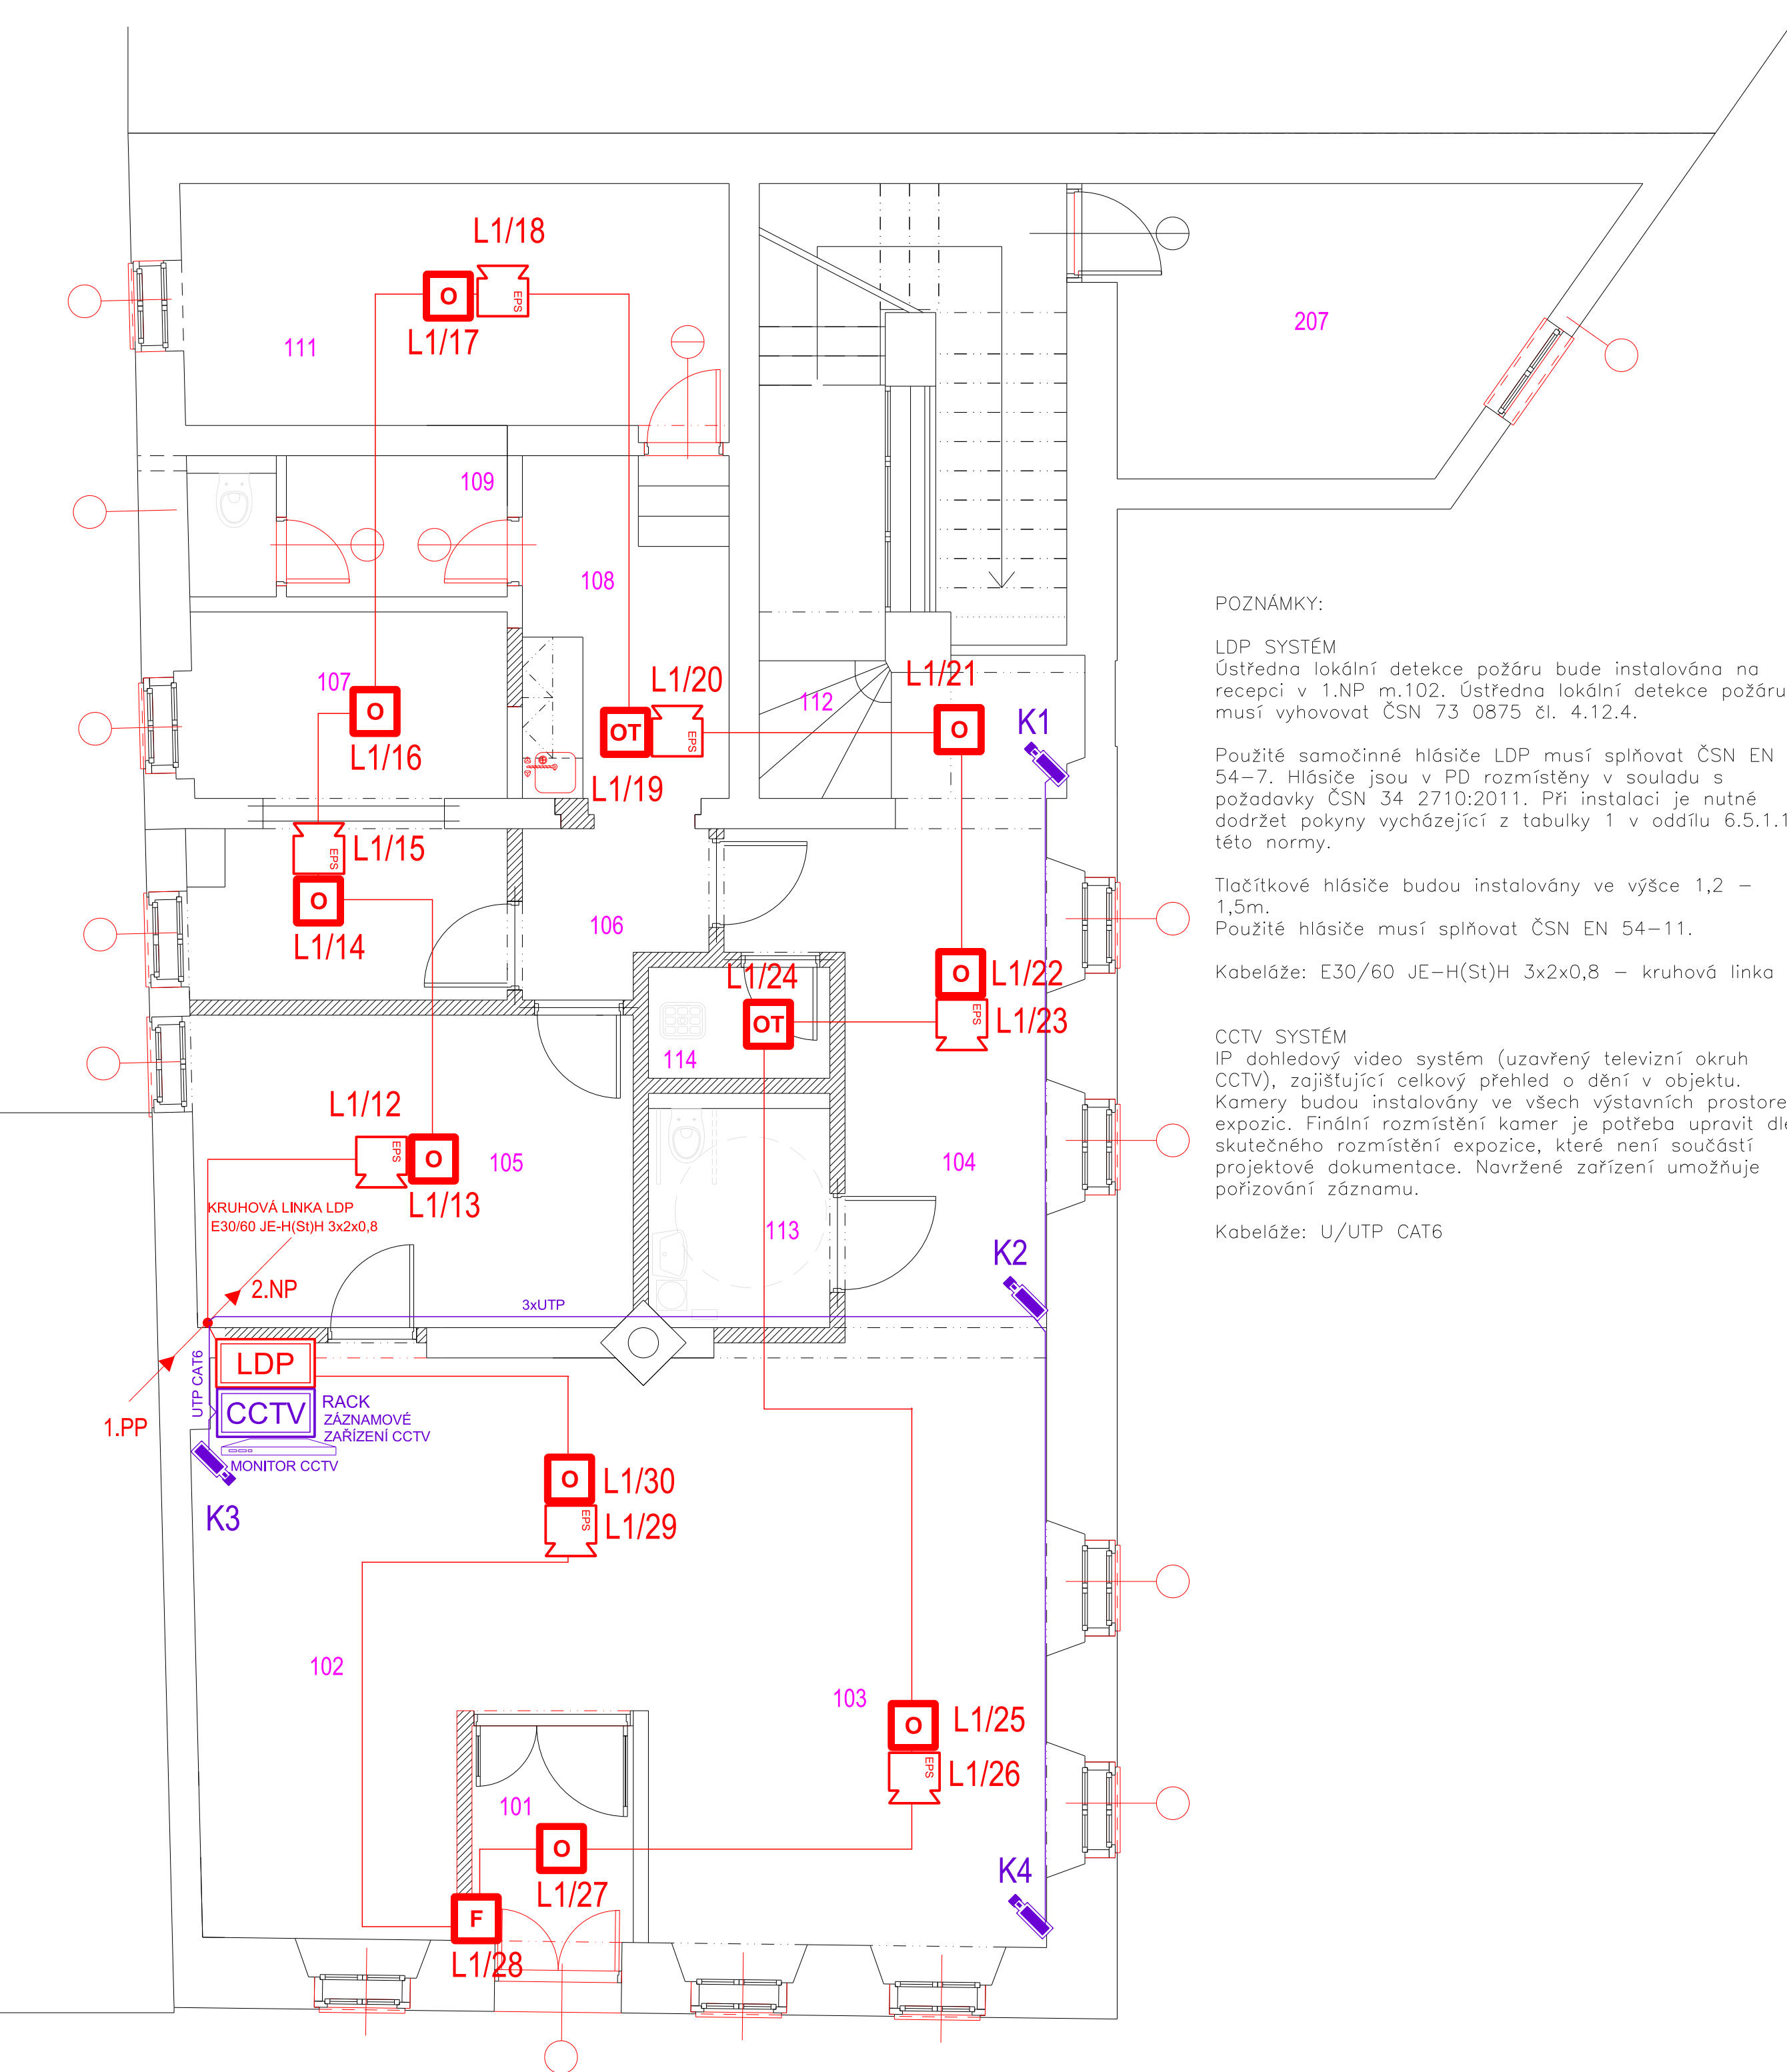 L1/18
O
EPS
L1/17
111
207
109
108
107
O
L1/16
OT
L1/20
EPS
L1/19
L1/21
112
O
K1
EPS
L1/15
O
L1/14
106
L1/24
OT
114
O
L1/22
EPS
L1/23
L1/12
EPS
O
L1/13
105
104
113
KRUHOVÁ LINKA LDP
E30/60 JE-H(St)H 3x2x0,8
2.NP
K2
3xUTP
UTP CAT6
LDP
CCTV
RACK
ZÁZNAMOVÉ
ZAŘÍZENÍ CCTV
MONITOR CCTV
1.PP
K3
O
L1/30
EPS
L1/29
102
103
O
L1/25
EPS
L1/26
101
O
L1/27
F
L1/28
K4
POZNÁMKY:
LDP SYSTÉM
Ústředna lokální detekce požáru bude instalována na
recepci v 1.NP m.102. Ústředna lokální detekce požáru
musí vyhovovat ČSN 73 0875 čl. 4.12.4.
Použité samočinné hlásiče LDP musí splňovat ČSN EN
54-7. Hlásiče jsou v PD rozmístěny v souladu s
požadavky ČSN 34 2710:2011. Při instalaci je nutné
dodržet pokyny vycházející z tabulky 1 v oddílu 6.5.1.1
této normy.
Tlačítkové hlásiče budou instalovány ve výšce 1,2 -
1,5m.
Použité hlásiče musí splňovat ČSN EN 54-11.
Kabeláže: E30/60 JE-H(St)H 3x2x0,8 - kruhová linka
CCTV SYSTÉM
IP dohledový video systém (uzavřený televizní okruh
CCTV), zajišťující celkový přehled o dění v objektu.
Kamery budou instalovány ve všech výstavních prostore
expozic. Finální rozmístění kamer je potřeba upravit dle
skutečného rozmístění expozice, které není součástí
projektové dokumentace. Navržené zařízení umožňuje
pořizování záznamu.
Kabeláže: U/UTP CAT6